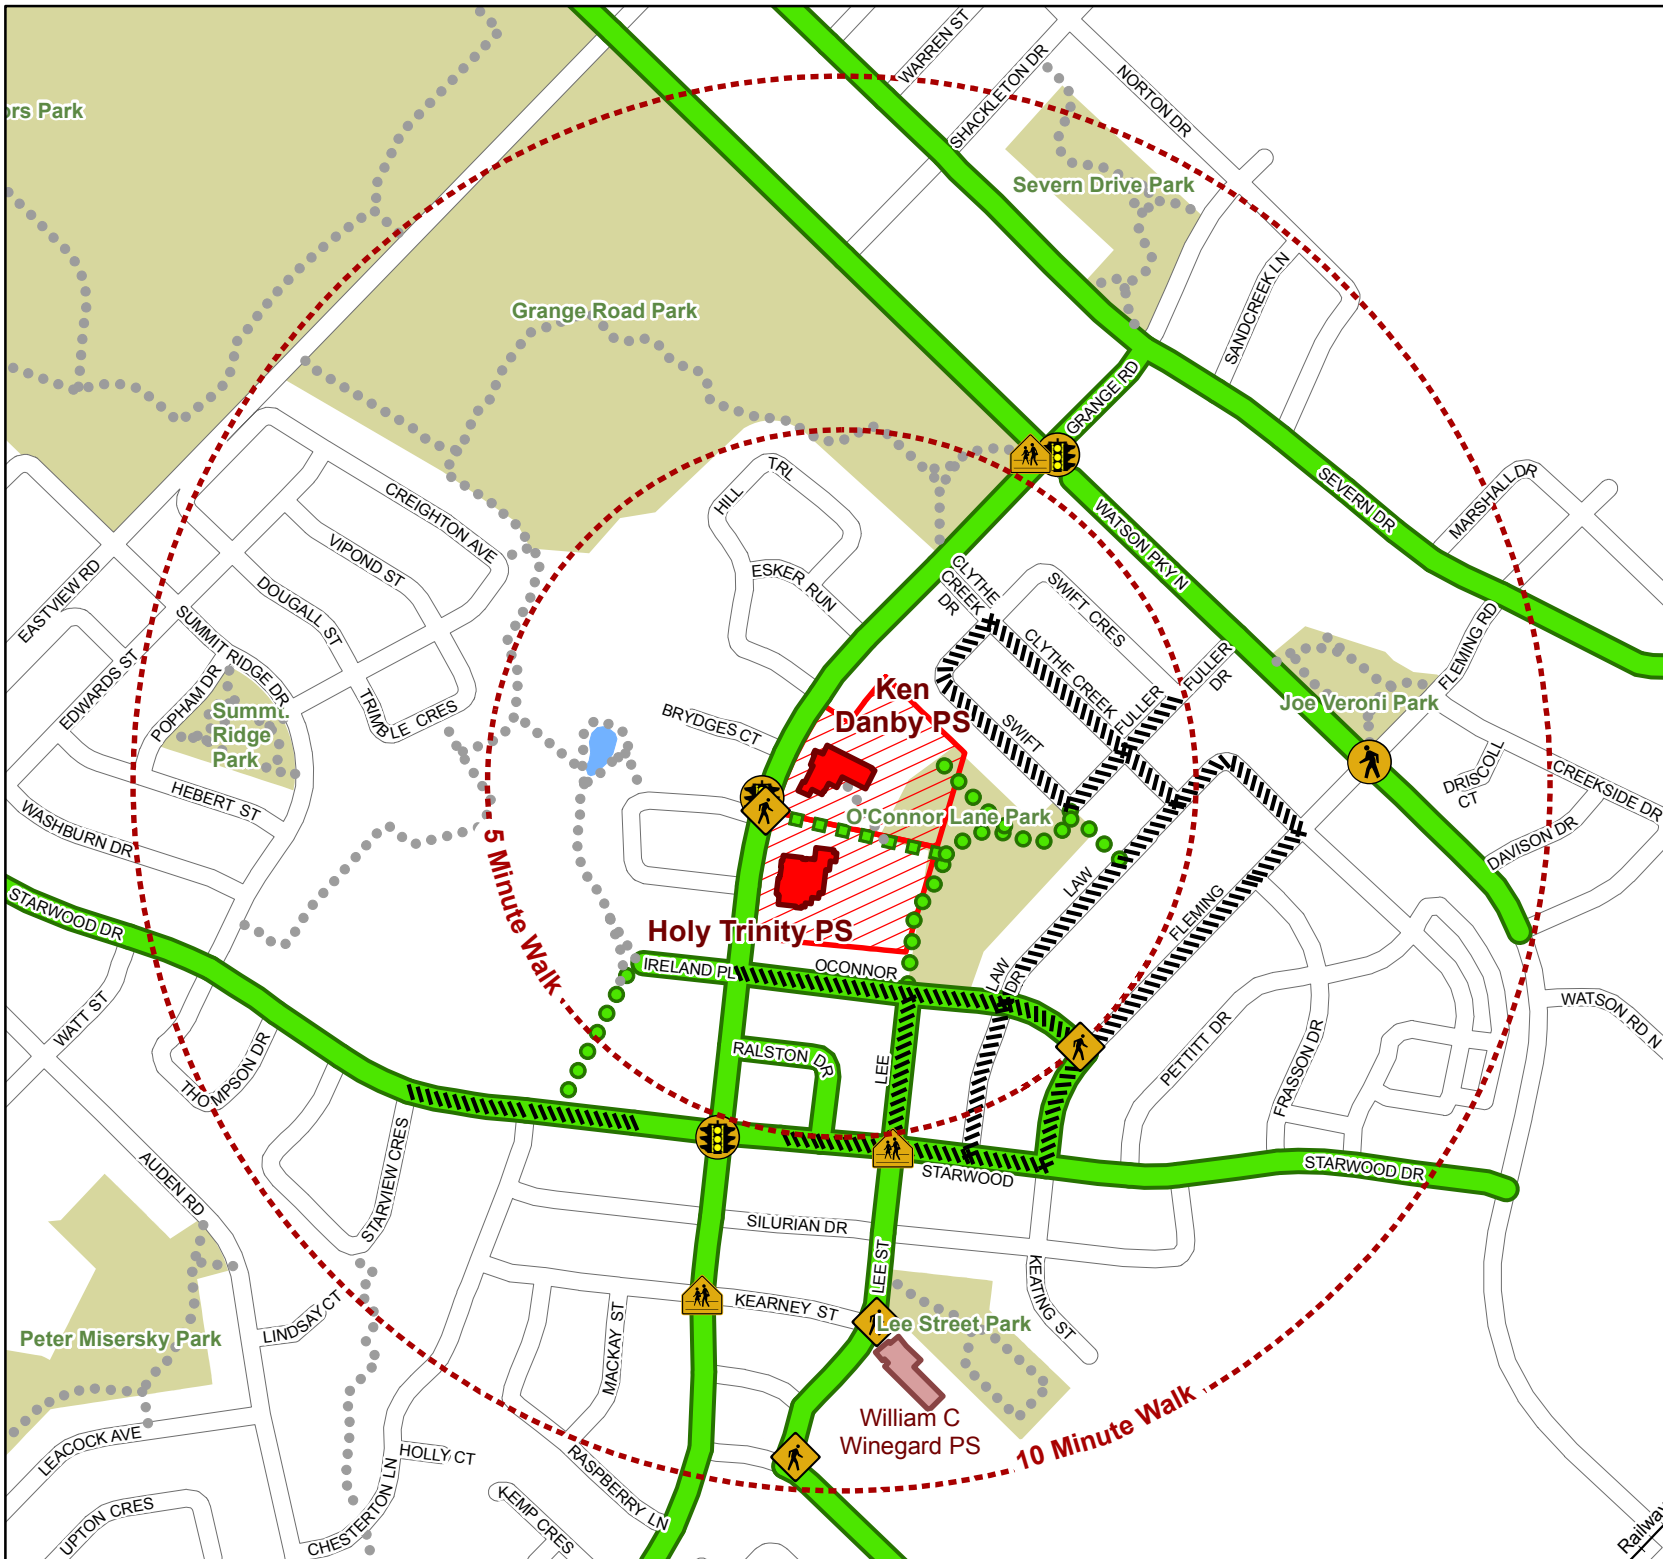 WARREN ST
SHACKLETON DR
NORTON DR
ors Park
Severn Drive Park
SANDCREEK LN
Grange Road Park
GRANGE RD
TRL
HILL
CREIGHTON AVE
SEVERN DR
MARSHALL DR
WATSON PKY N
VIPOND ST
ESKER RUN
CLYTHE
CREEK
DR
SWIFT CRES
EASTVIEW RD
DOUGALL ST
SUMMIT RIDGE DR
CLYTHE CREEK
FULLER
DR
FULLER
FLEMING RD
EDWARDS ST
POPHAM DR
TRIMBLE CRES
Summit
Ridge
Park
BRYDGES CT
Ken
Danby PS
SWIFT
Joe Veroni Park
DRISCOLL
CT
CREEKSIDE DR
HEBERT ST
WASHBURN DR
O'Connor Lane Park
DAVISON DR
5 Minute Walk
LAW
FLEMING
STARWOOD DR
Holy Trinity PS
IRELAND PL
OCONNOR
LAW
DR
WATT ST
WATSON RD N
RALSTON DR
LEE
PETTITT DR
FRASSON DR
THOMPSON DR
STARVIEW CRES
STARWOOD
STARWOOD DR
AUDEN RD
SILURIAN DR
LEE ST
KEATING ST
LINDSAY CT
MACKAY ST
KEARNEY ST
Lee Street Park
Peter Misersky Park
William C
Winegard PS
10 Minute Walk
LEACOCK AVE
HOLLY CT
CHESTERTON LN
RASPBERRY LN
KEMP CRES
UPTON CRES
Railway